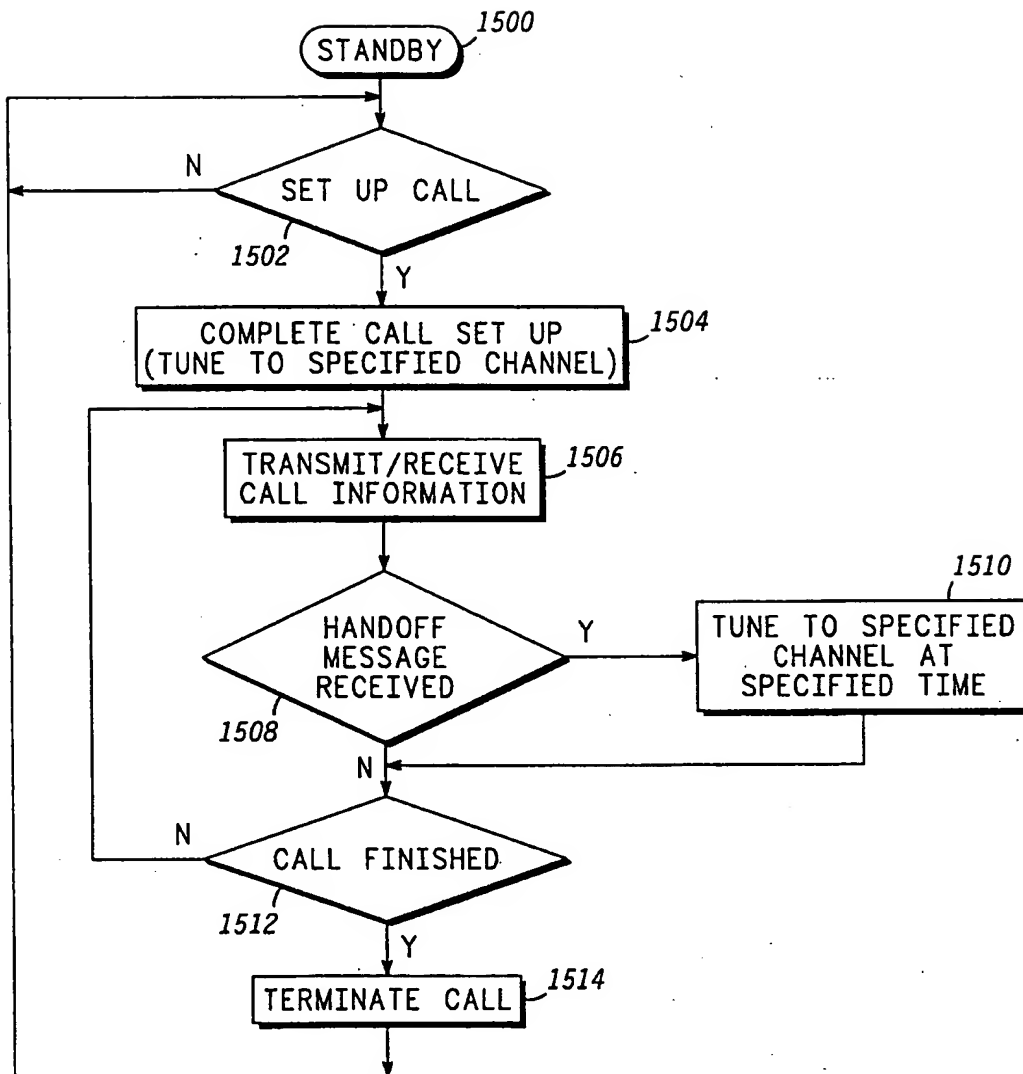 1500
STANDBY
N
SET UP CALL
1502
Y
COMPLETE CALL SET UP
(TUNE TO SPECIFIED CHANNEL)
1504
TRANSMIT/RECEIVE
CALL INFORMATION
1506
HANDOFF
MESSAGE
RECEIVED
1508
Y
1510
TUNE TO SPECIFIED
CHANNEL AT
SPECIFIED TIME
N
N
CALL FINISHED
1512
Y
TERMINATE CALL
1514